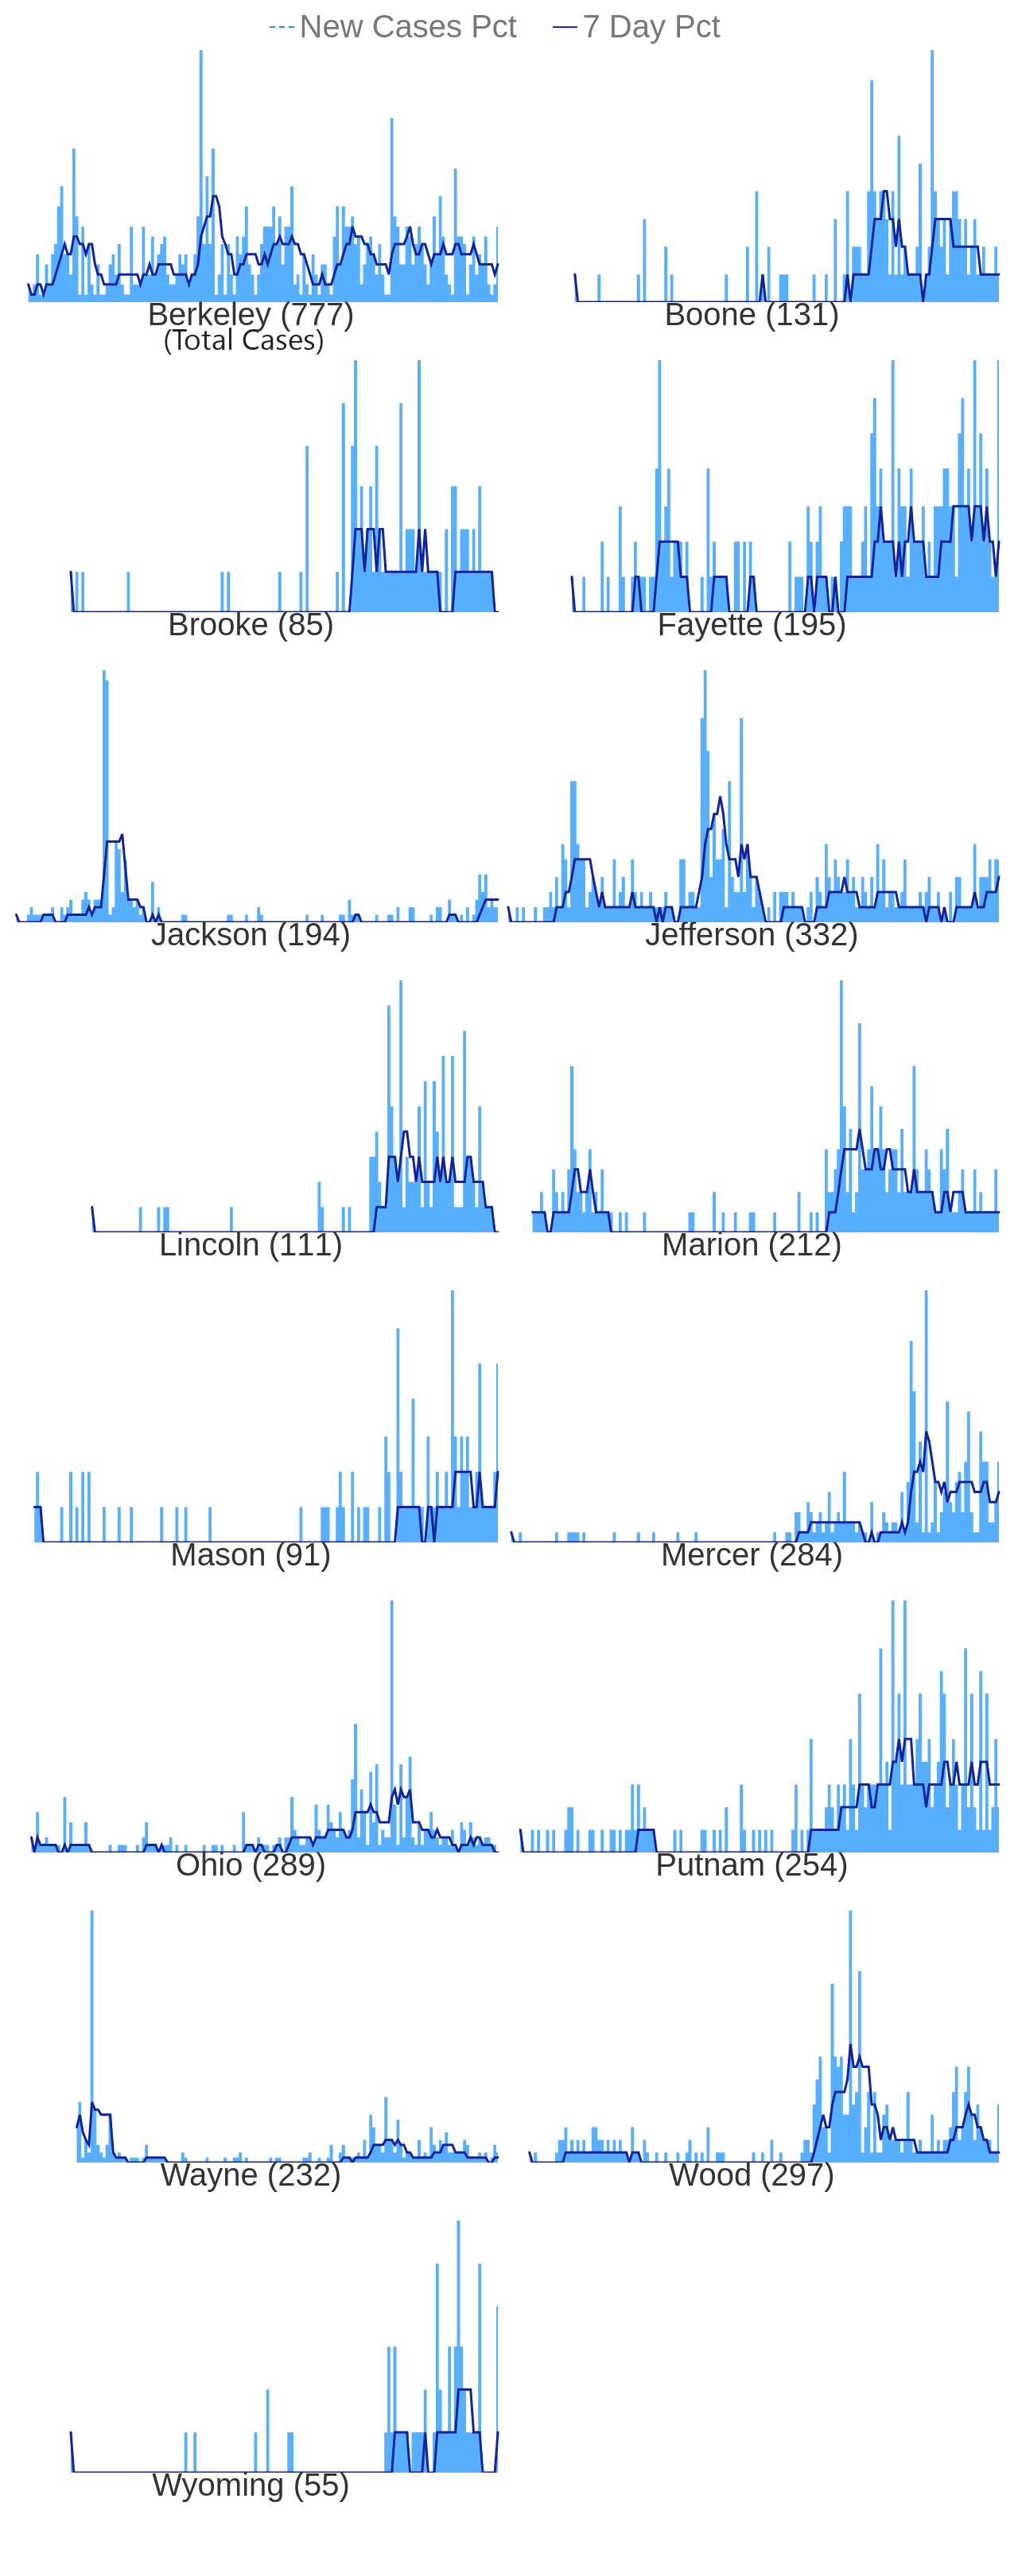 New Cases Pct 7 Day Pct
Berkeley (777) Boone (131)
(Total Cases)
Brooke (85) Fayette (195)
Jackson (194) Jefferson (332)
Lincoln (111) Marion (212)
Mason (91) Mercer (284)
Ohio (289) Putnam (254)
Wayne (232) Wood (297)
Wyoming (55)